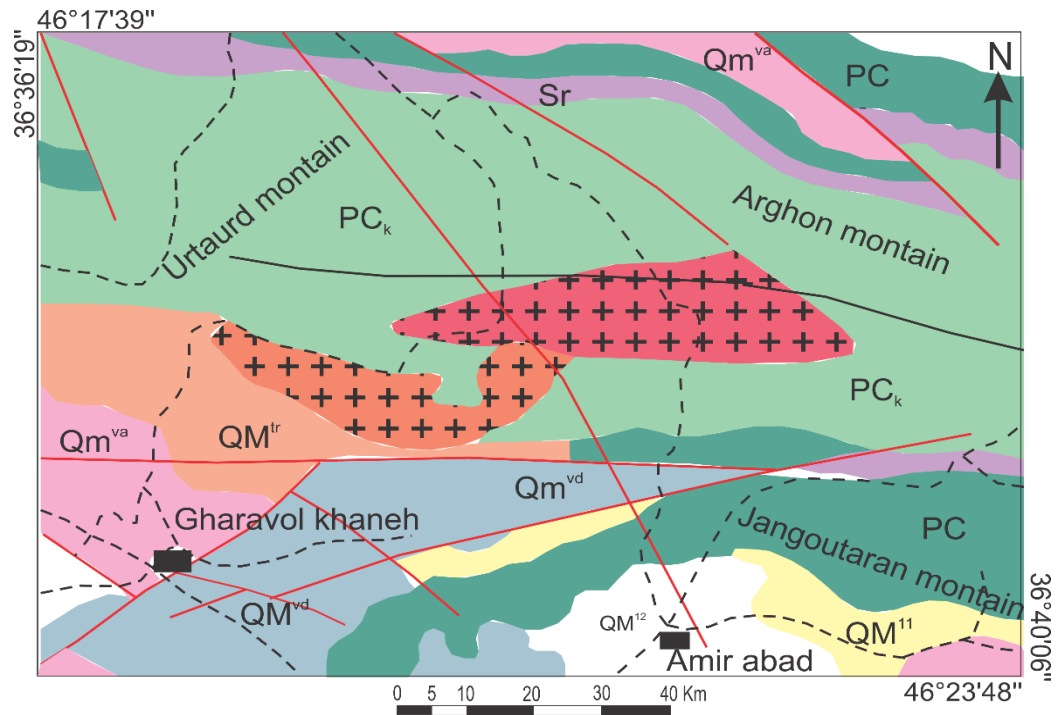 46°17'39"
36°36'19"
Qm^va
PC
N
Sr
Urtaurd montain
PC_k
Arghon montain
PC_k
Qm^va
QM^tr
Qm^vd
Gharavol khaneh
PC
Jangoutaran montain
QM^vd
QM^12
QM^11
Amir abad
36°40'06"
46°23'48"
0 5 10 20 30 40 Km